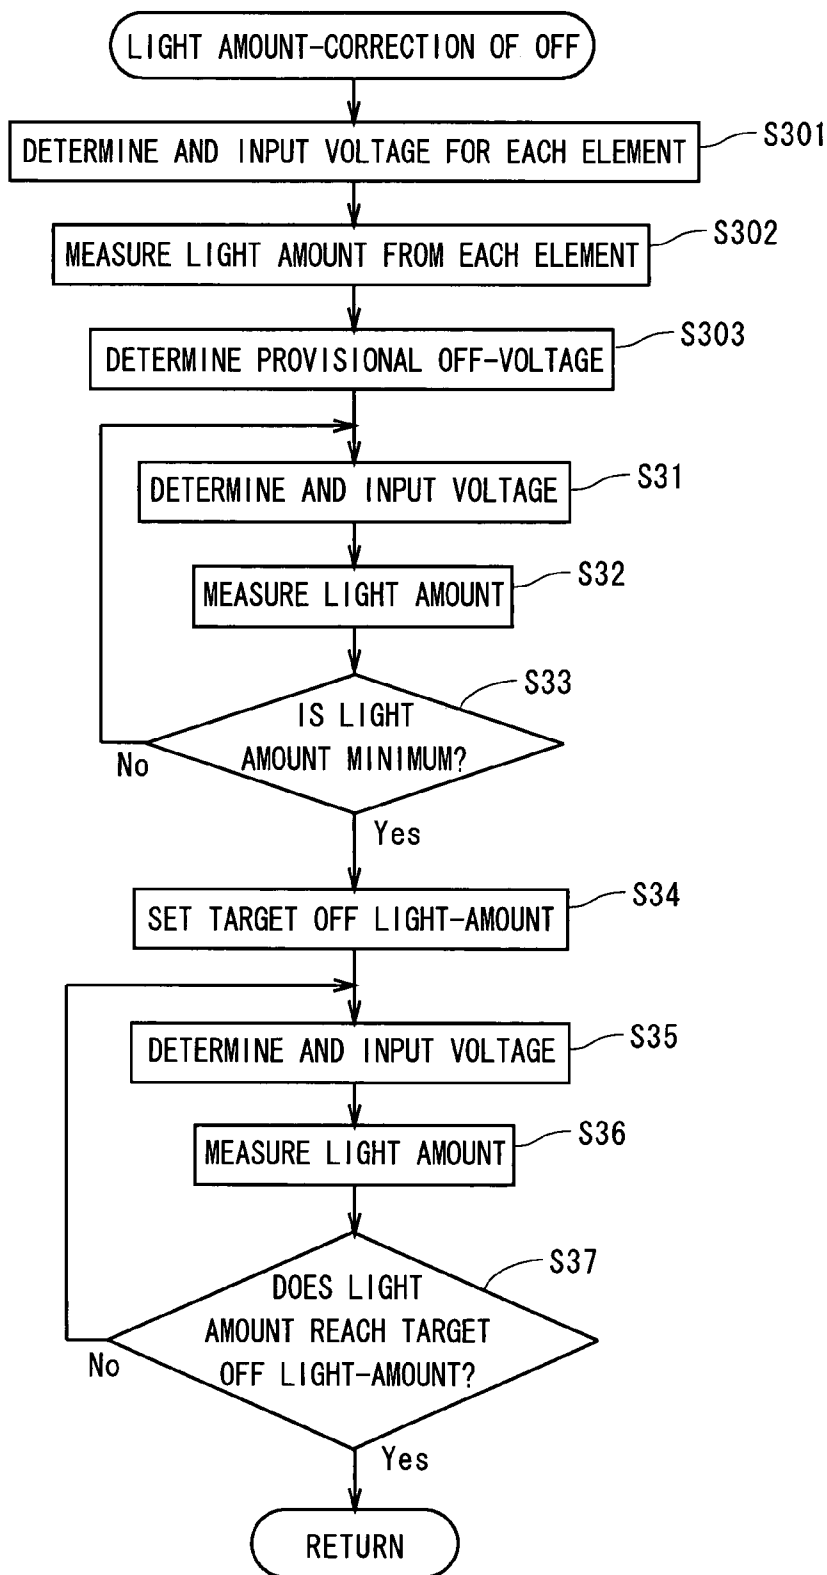 LIGHT AMOUNT-CORRECTION OF OFF
DETERMINE AND INPUT VOLTAGE FOR EACH ELEMENT
S301
MEASURE LIGHT AMOUNT FROM EACH ELEMENT
S302
DETERMINE PROVISIONAL OFF-VOLTAGE
S303
DETERMINE AND INPUT VOLTAGE
S31
MEASURE LIGHT AMOUNT
S32
S33
IS LIGHT
AMOUNT MINIMUM?
No
Yes
SET TARGET OFF LIGHT-AMOUNT
S34
DETERMINE AND INPUT VOLTAGE
S35
MEASURE LIGHT AMOUNT
S36
S37
DOES LIGHT
AMOUNT REACH TARGET
OFF LIGHT-AMOUNT?
No
Yes
RETURN